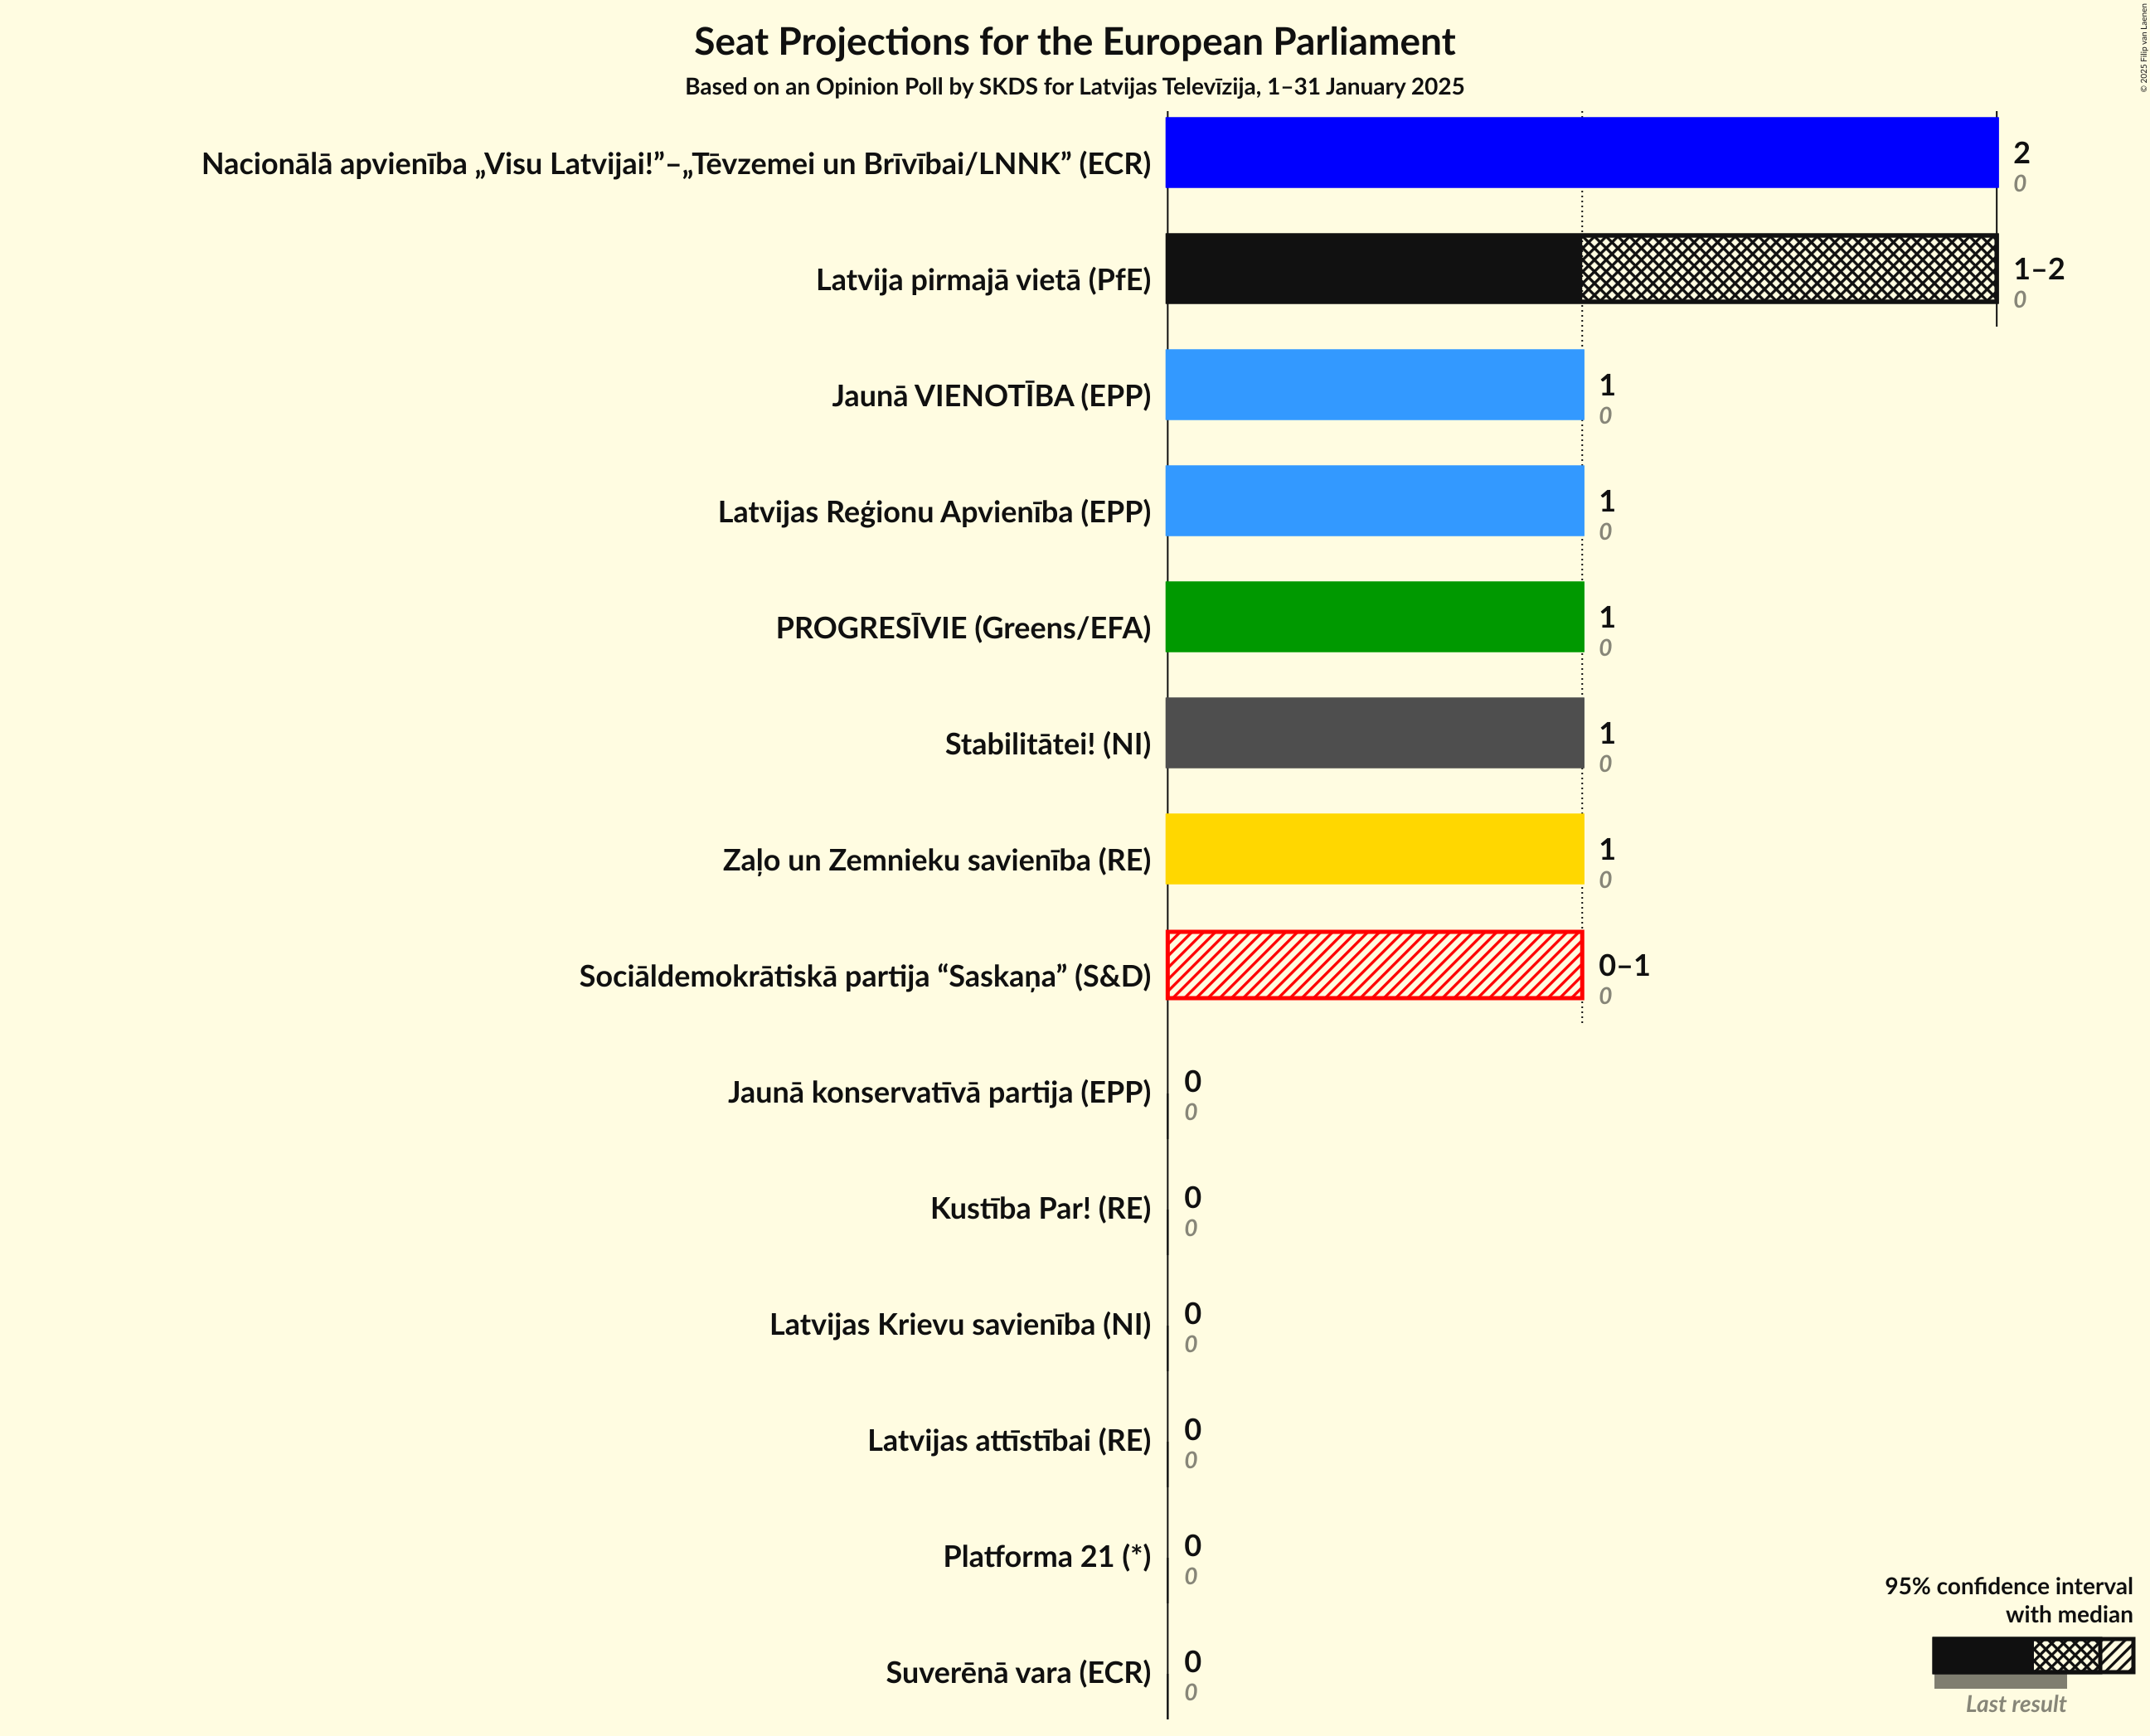 Seat Projections for the European Parliament
Based on an Opinion Poll by SKDS for Latvijas Televīzija, 1–31 January 2025
© 2025 Filip van Laenen
Nacionālā apvienība „Visu Latvijai!”–„Tēvzemei un Brīvībai/LNNK” (ECR)
2
0
Latvija pirmajā vietā (PfE)
1–2
0
Jaunā VIENOTĪBA (EPP)
1
0
Latvijas Reģionu Apvienība (EPP)
1
0
PROGRESĪVIE (Greens/EFA)
1
0
Stabilitātei! (NI)
1
0
Zaļo un Zemnieku savienība (RE)
1
0
Sociāldemokrātiskā partija “Saskaņa” (S&D)
0–1
0
Jaunā konservatīvā partija (EPP)
0
0
Kustība Par! (RE)
0
0
Latvijas Krievu savienība (NI)
0
0
Latvijas attīstībai (RE)
0
0
Platforma 21 (*)
0
0
Suverēnā vara (ECR)
0
0
95% confidence interval
with median
Last result